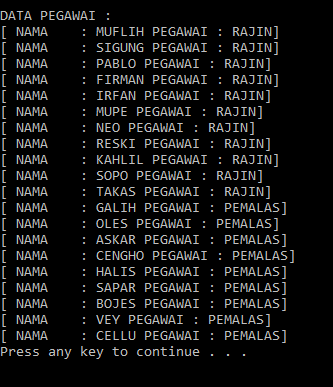 DATA PEGAWAI :
[ NAMA    : MUFLIH PEGAWAI : RAJIN]
[ NAMA    : SIGUNG PEGAWAI : RAJIN]
[ NAMA    : PABLO PEGAWAI : RAJIN]
[ NAMA    : FIRMAN PEGAWAI : RAJIN]
[ NAMA    : IRFAN PEGAWAI : RAJIN]
[ NAMA    : MUPE PEGAWAI : RAJIN]
[ NAMA    : NEO PEGAWAI : RAJIN]
[ NAMA    : RESKI PEGAWAI : RAJIN]
[ NAMA    : KAHLIL PEGAWAI : RAJIN]
[ NAMA    : SOPO PEGAWAI : RAJIN]
[ NAMA    : TAKAS PEGAWAI : RAJIN]
[ NAMA    : GALIH PEGAWAI : PEMALAS]
[ NAMA    : OLES PEGAWAI : PEMALAS]
[ NAMA    : ASKAR PEGAWAI : PEMALAS]
[ NAMA    : CENGHO PEGAWAI : PEMALAS]
[ NAMA    : HALIS PEGAWAI : PEMALAS]
[ NAMA    : SAPAR PEGAWAI : PEMALAS]
[ NAMA    : BOJES PEGAWAI : PEMALAS]
[ NAMA    : VEY PEGAWAI : PEMALAS]
[ NAMA    : CELLU PEGAWAI : PEMALAS]
Press any key to continue . . .